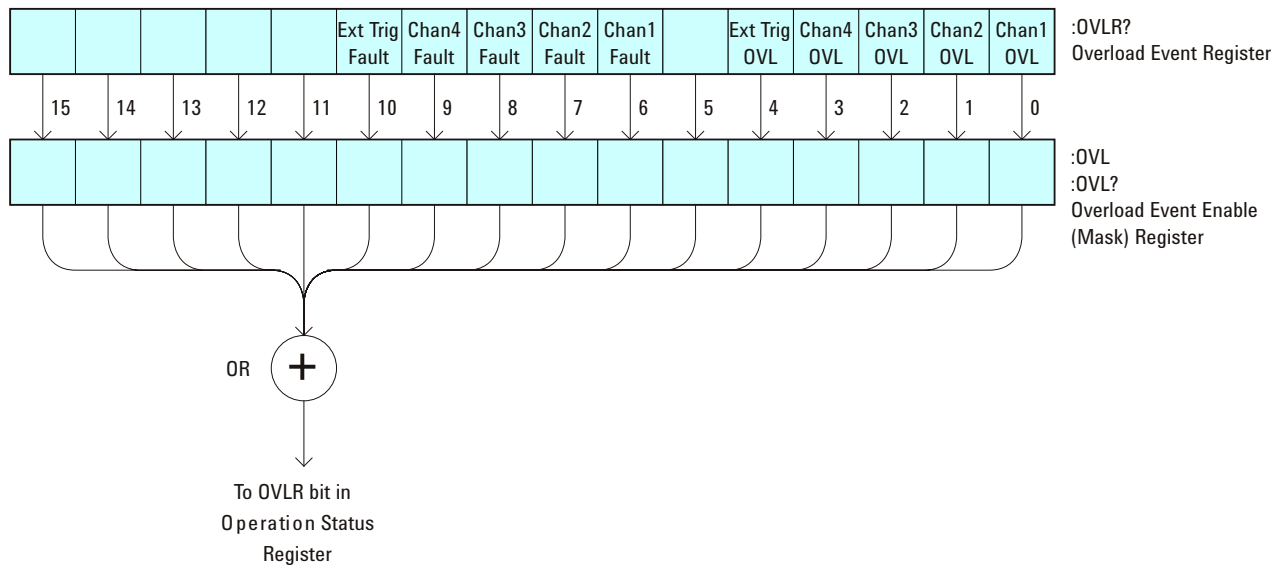 Ext Trig Fault
Chan4 Fault
Chan3 Fault
Chan2 Fault
Chan1 Fault
Ext Trig OVL
Chan4 OVL
Chan3 OVL
Chan2 OVL
Chan1 OVL
:OVLR?
Overload Event Register
15 14 13 12 11 10 9 8 7 6 5 4 3 2 1 0
:OVL
:OVL?
Overload Event Enable
(Mask) Register
OR +
To OVLR bit in
Operation Status
Register